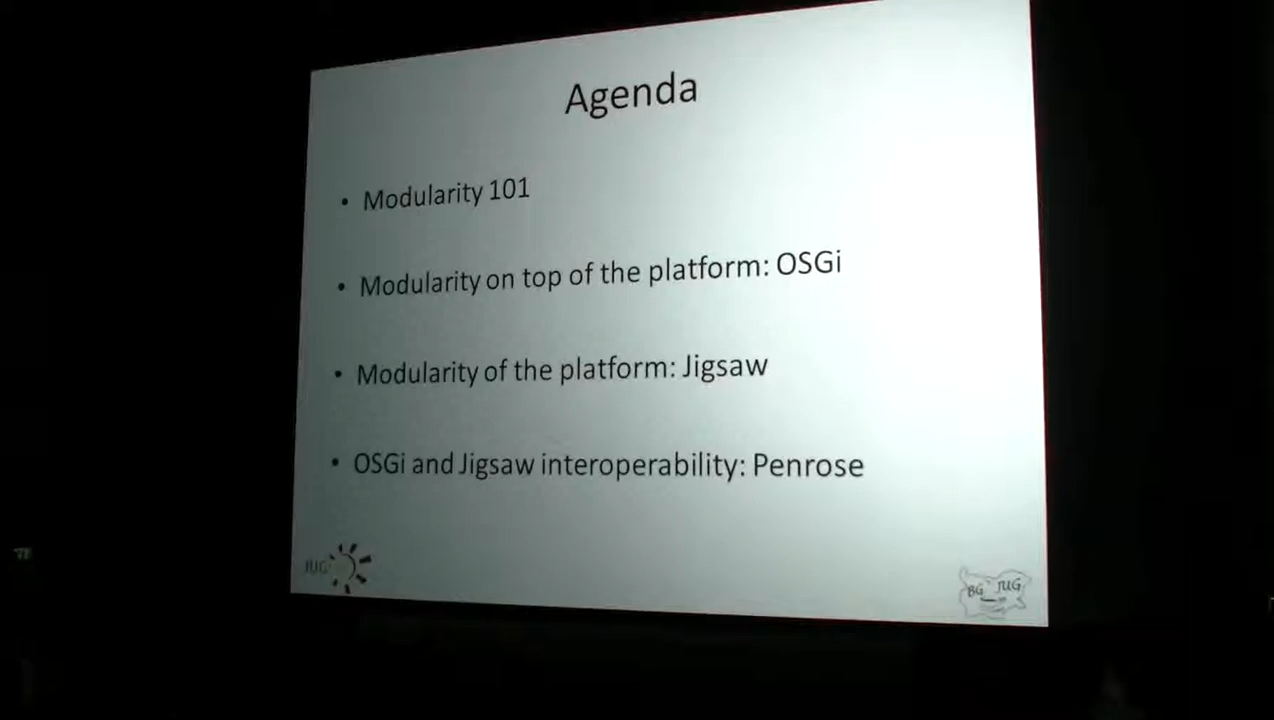 Agenda
• Modularity 101
• Modularity on top of the platform: OSGi
• Modularity of the platform: Jigsaw
• OSGi and Jigsaw interoperability: Penrose
JUG
BG JUG